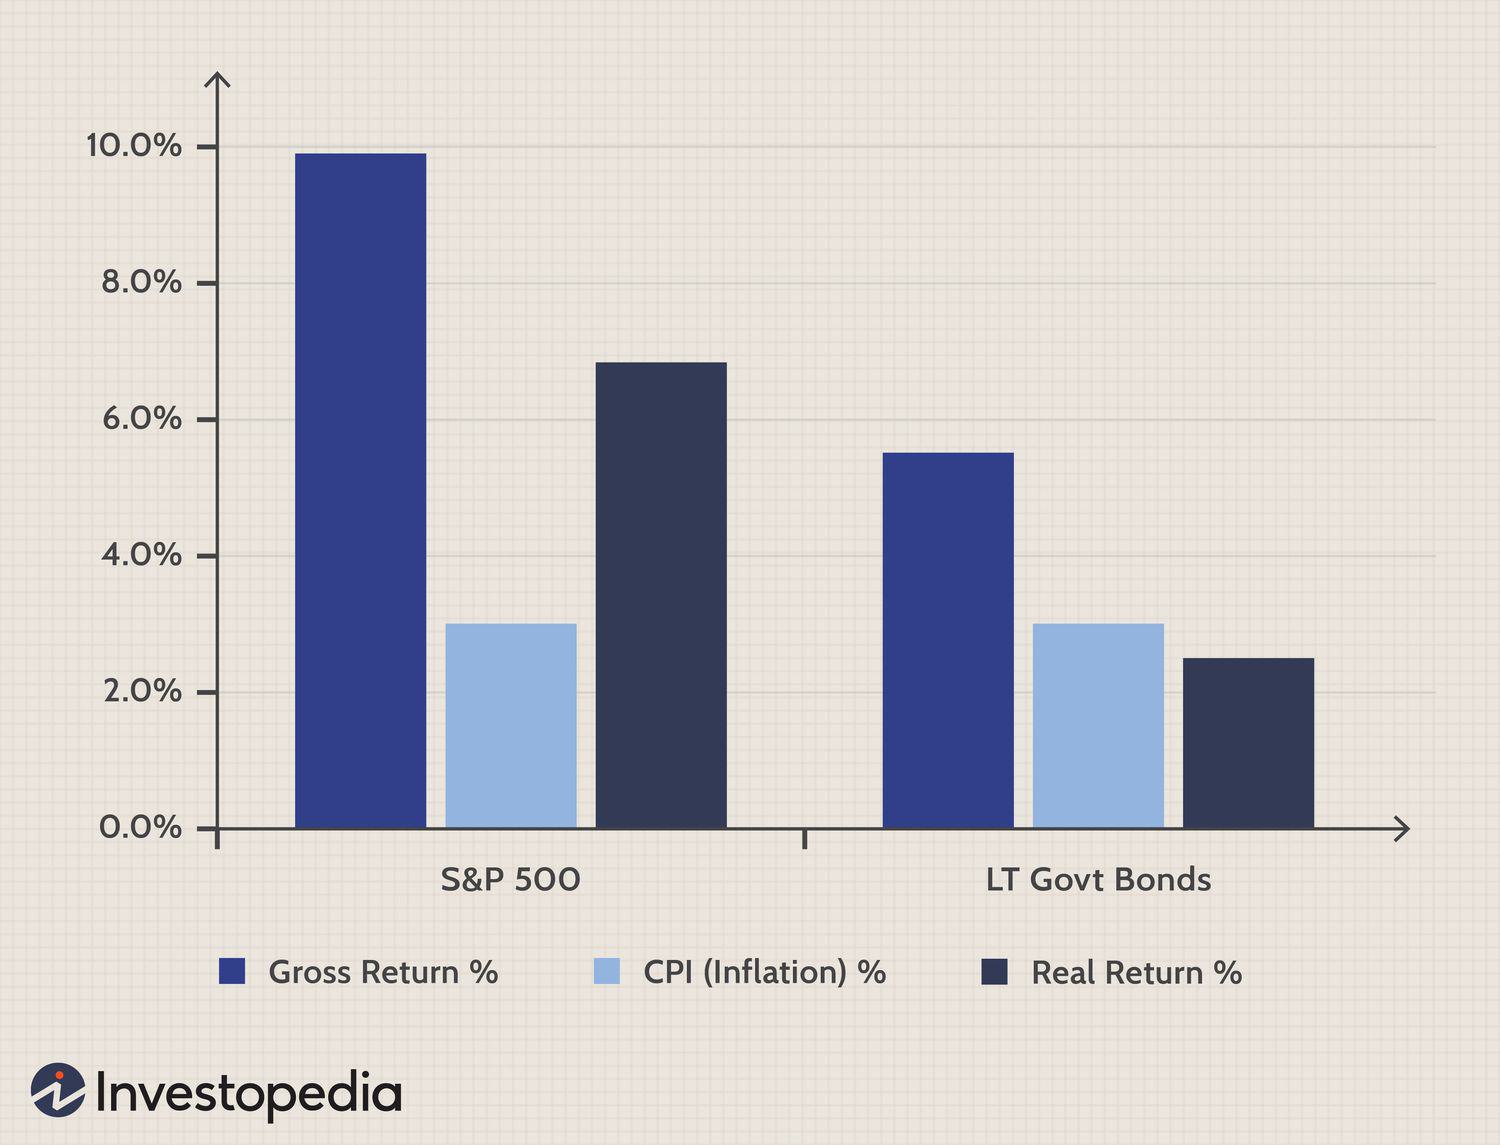 10.0%
8.0%
6.0%
4.0%
2.0%
0.0%
S&P 500
LT Govt Bonds
Gross Return %
CPI (Inflation) %
Real Return %
Investopedia